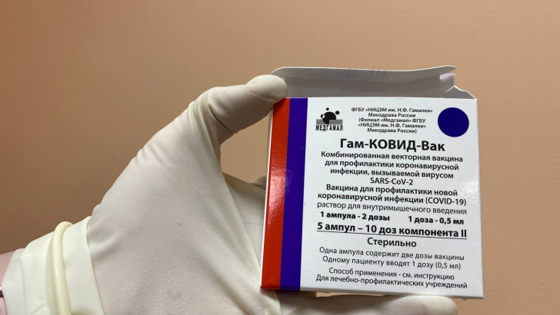 ФГБУ «НИЦЭМ им. Н.Ф. Гамалеи»
Минздрава России
(Филиал «Медгамал» ФГБУ
«НИЦЭМ им. Н.Ф. Гамалеи»
Минздрава России)
МЕДГАМАЛ
Гам-КОВИД-Вак
Комбинированная векторная вакцина
для профилактики коронавирусной
инфекции, вызываемой вирусом
SARS-CoV-2
Вакцина для профилактики новой
коронавирусной инфекции (COVID-19)
раствор для внутримышечного введения
1 ампула - 2 дозы 1 доза - 0,5 мл
5 ампул – 10 доз компонента II
Стерильно
Одна ампула содержит две дозы вакцины
Одному пациенту вводят 1 дозу (0,5 мл)
Способ применения - см. инструкцию
Для лечебно-профилактических учреждений